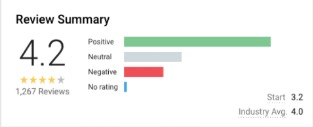 Review Summary
4.2
1,267 Reviews
Positive
Neutral
Negative
No rating
Start 3.2
Industry Avg. 4.0